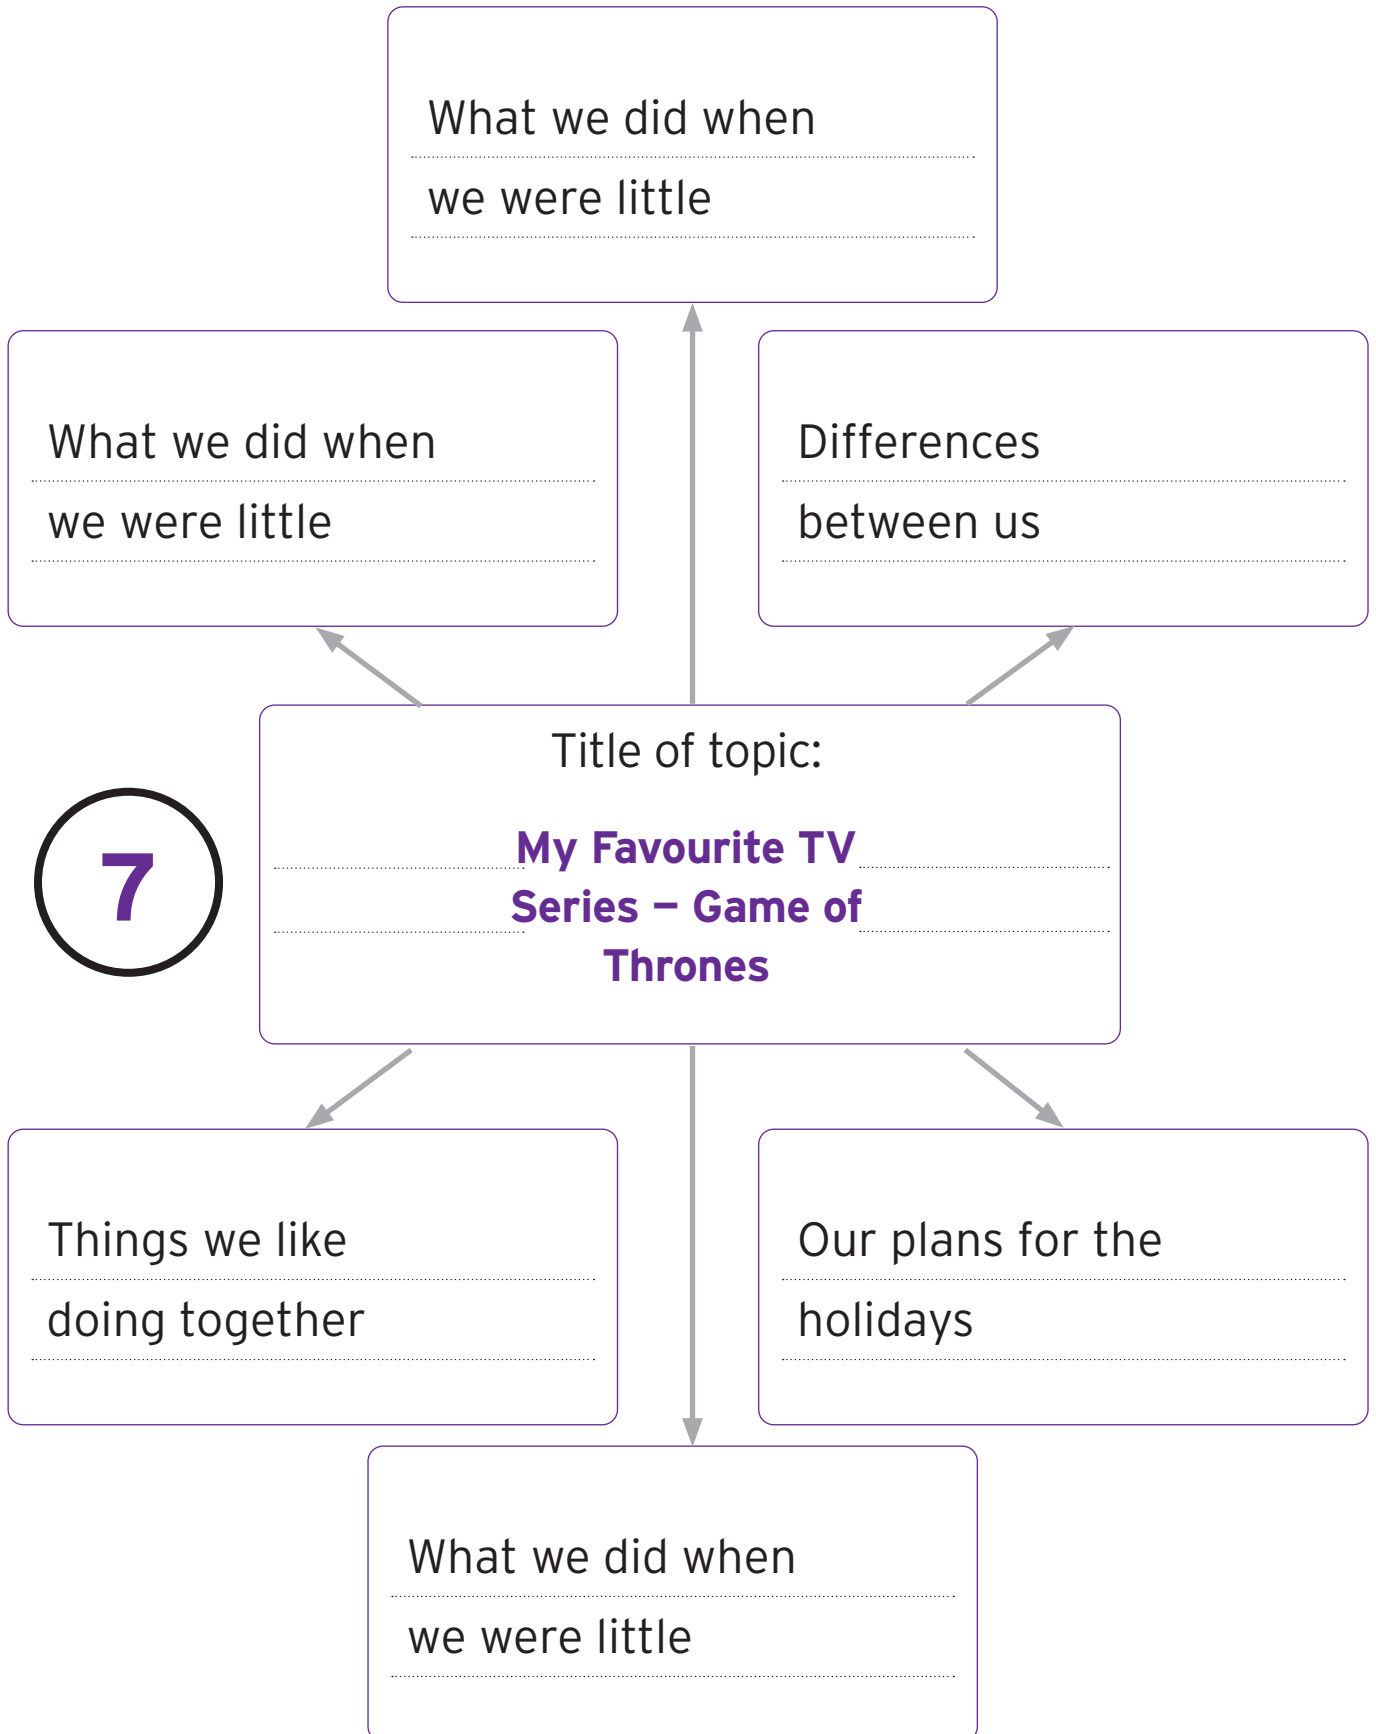 What we did when
we were little
What we did when
we were little
Differences
between us
Title of topic:
My Favourite TV
Series – Game of
Thrones
7
Things we like
doing together
Our plans for the
holidays
What we did when
we were little